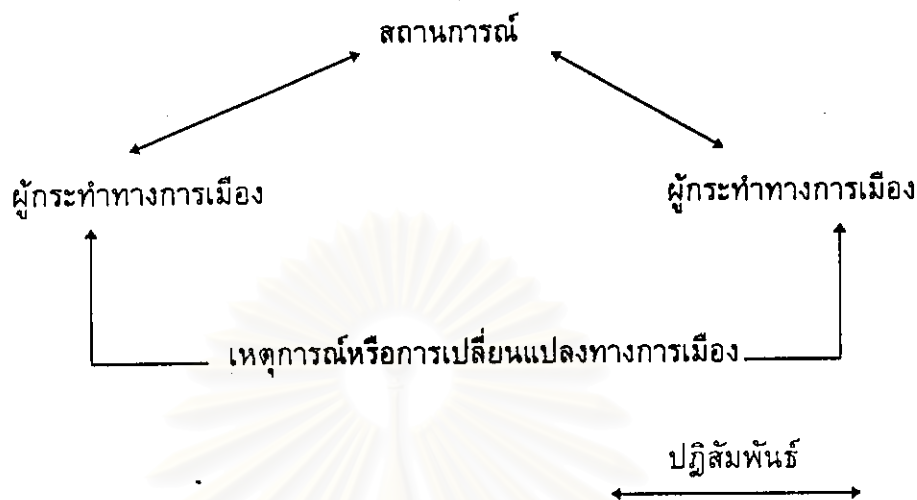 สถานการณ์
ผู้กระทำทางการเมือง ผู้กระทำทางการเมือง
เหตุการณ์หรือการเปลี่ยนแปลงทางการเมือง
ปฏิสัมพันธ์